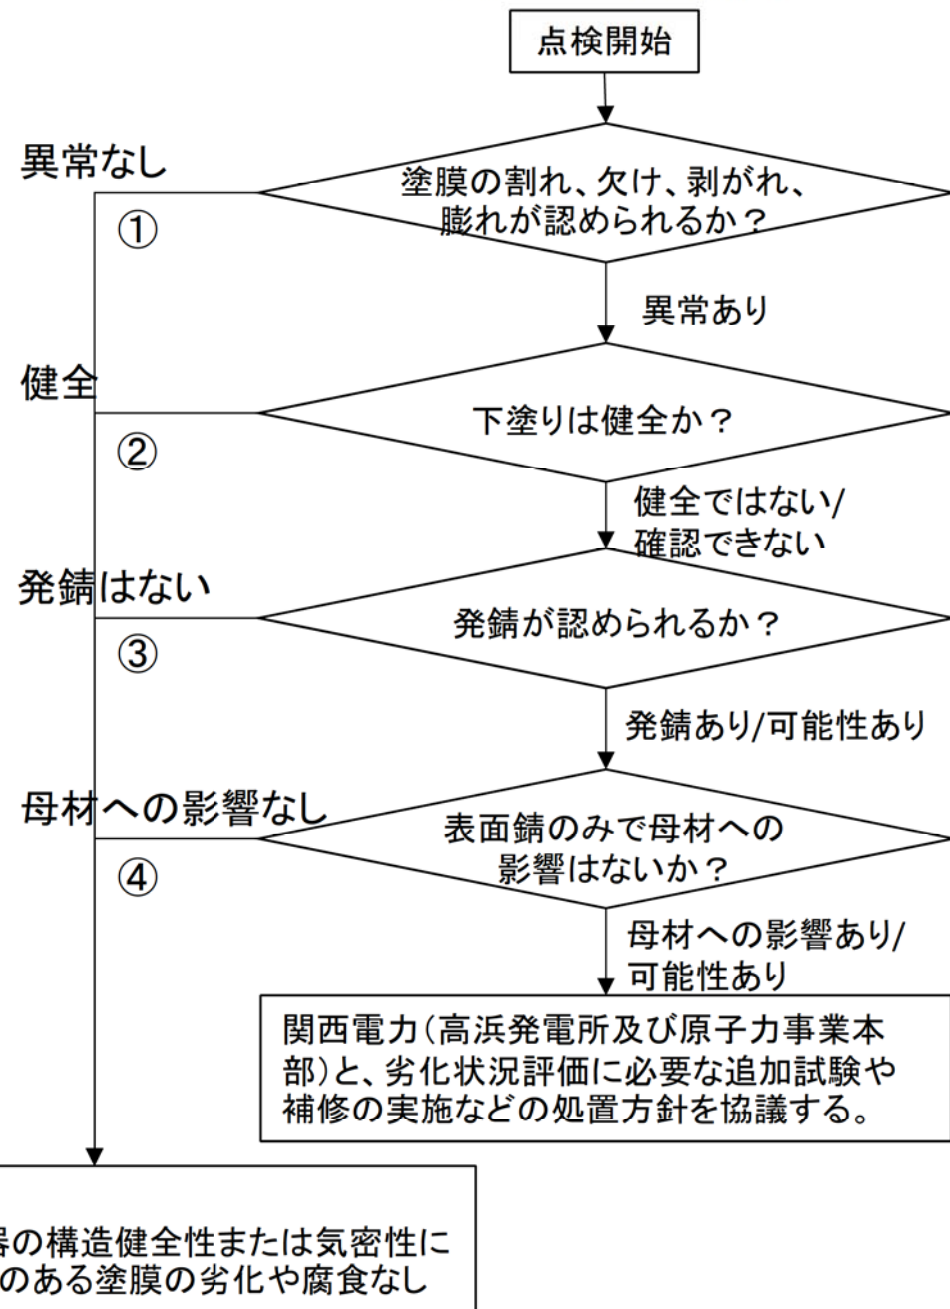 点検開始
異常なし
①
塗膜の割れ、欠け、剥がれ、
膨れが認められるか？
異常あり
健全
②
下塗りは健全か？
健全ではない/
確認できない
発錆はない
③
発錆が認められるか？
発錆あり/可能性あり
母材への影響なし
④
表面錆のみで母材への
影響はないか？
母材への影響あり/
可能性あり
関西電力（高浜発電所及び原子力事業本
部）と、劣化状況評価に必要な追加試験や
補修の実施などの処置方針を協議する。
器の構造健全性または気密性に
のある塗膜の劣化や腐食なし